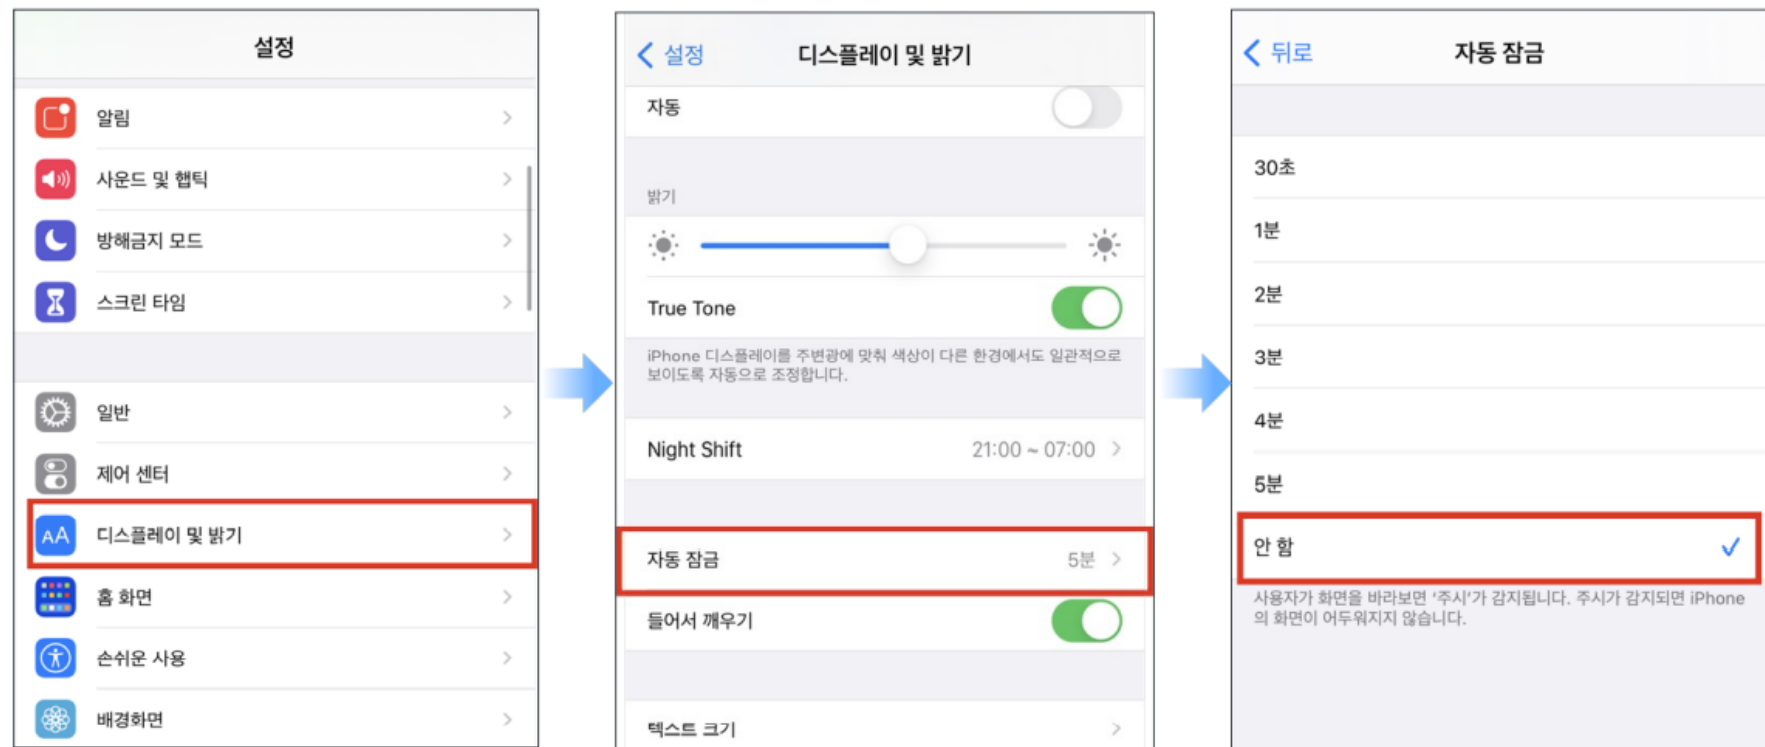 설정
알림
사운드 및 햅틱
방해금지 모드
스크린 타임
일반
제어 센터
AA 디스플레이 및 밝기
홈 화면
손쉬운 사용
배경화면
설정 디스플레이 및 밝기
자동
밝기
True Tone
iPhone 디스플레이를 주변광에 맞춰 색상이 다른 환경에서도 일관적으로
보이도록 자동으로 조정합니다.
Night Shift 21:00 ~ 07:00
자동 잠금 5분
들어서 깨우기
텍스트 크기
뒤로 자동 잠금
30초
1분
2분
3분
4분
5분
안 함
사용자가 화면을 바라보면 ‘주시’가 감지됩니다. 주시가 감지되면 iPhone
의 화면이 어두워지지 않습니다.